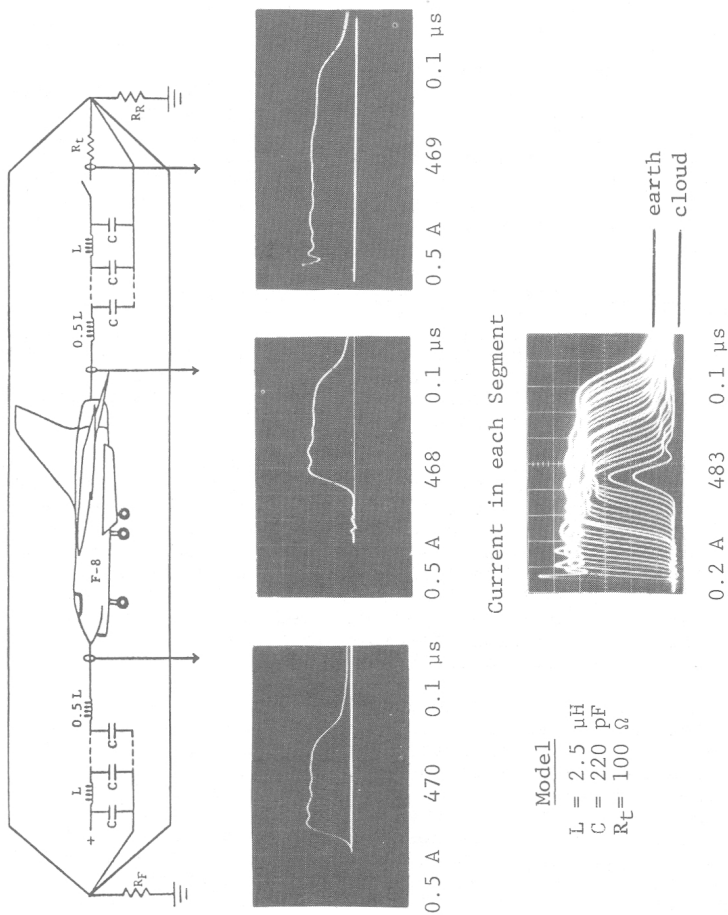 R_F
+
L
0.5L
C
C
C
F-8
0.5L
L
C
C
C
R_t
R_R
0.5 A 470 0.1 μs
0.5 A 468 0.1 μs
0.5 A 469 0.1 μs
Model
L = 2.5 μH
C = 220 pF
R_t= 100 Ω
Current in each Segment
earth
cloud
0.2 A 483 0.1 μs